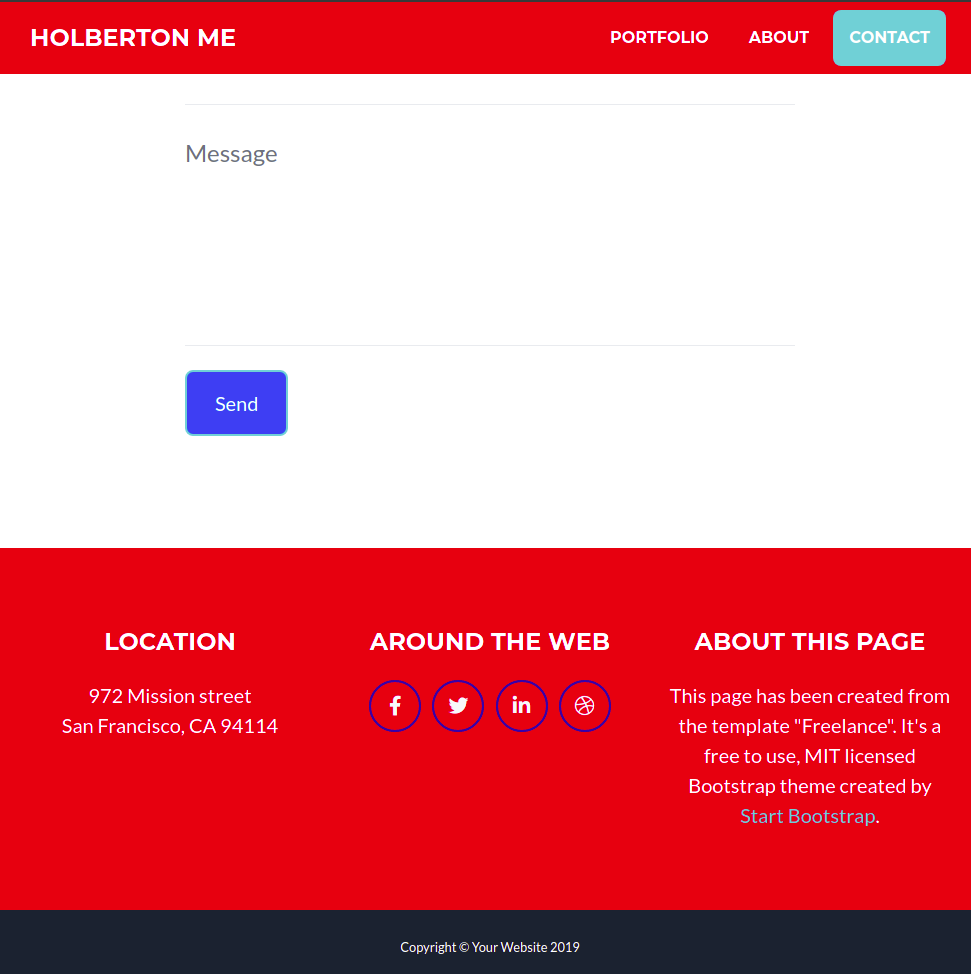 HOLBERTON ME
PORTFOLIO
ABOUT
CONTACT
Message
Send
LOCATION
972 Mission street
San Francisco, CA 94114
AROUND THE WEB
ABOUT THIS PAGE
This page has been created from
the template "Freelance". It's a
free to use, MIT licensed
Bootstrap theme created by
Start Bootstrap.
Copyright © Your Website 2019